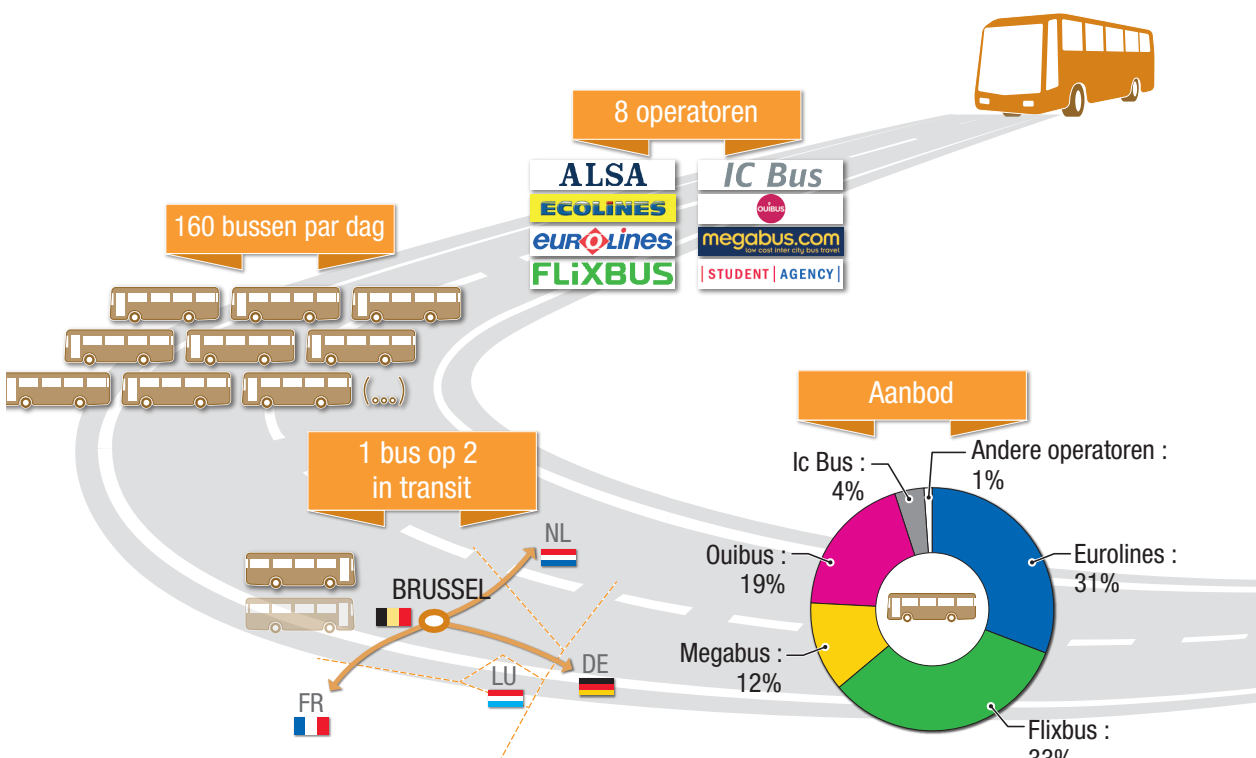 8 operatoren
ALSA
IC Bus
ECOLINES
OUIBUS
eurolines
megabus.com
low cost inter city bus travel
FLiXBUS
| STUDENT | AGENCY |
160 bussen par dag
(...)
1 bus op 2
in transit
NL
BRUSSEL
DE
LU
FR
Aanbod
Andere operatoren :
1%
Ic Bus :
4%
Ouibus :
19%
Eurolines :
31%
Megabus :
12%
Flixbus :
33%